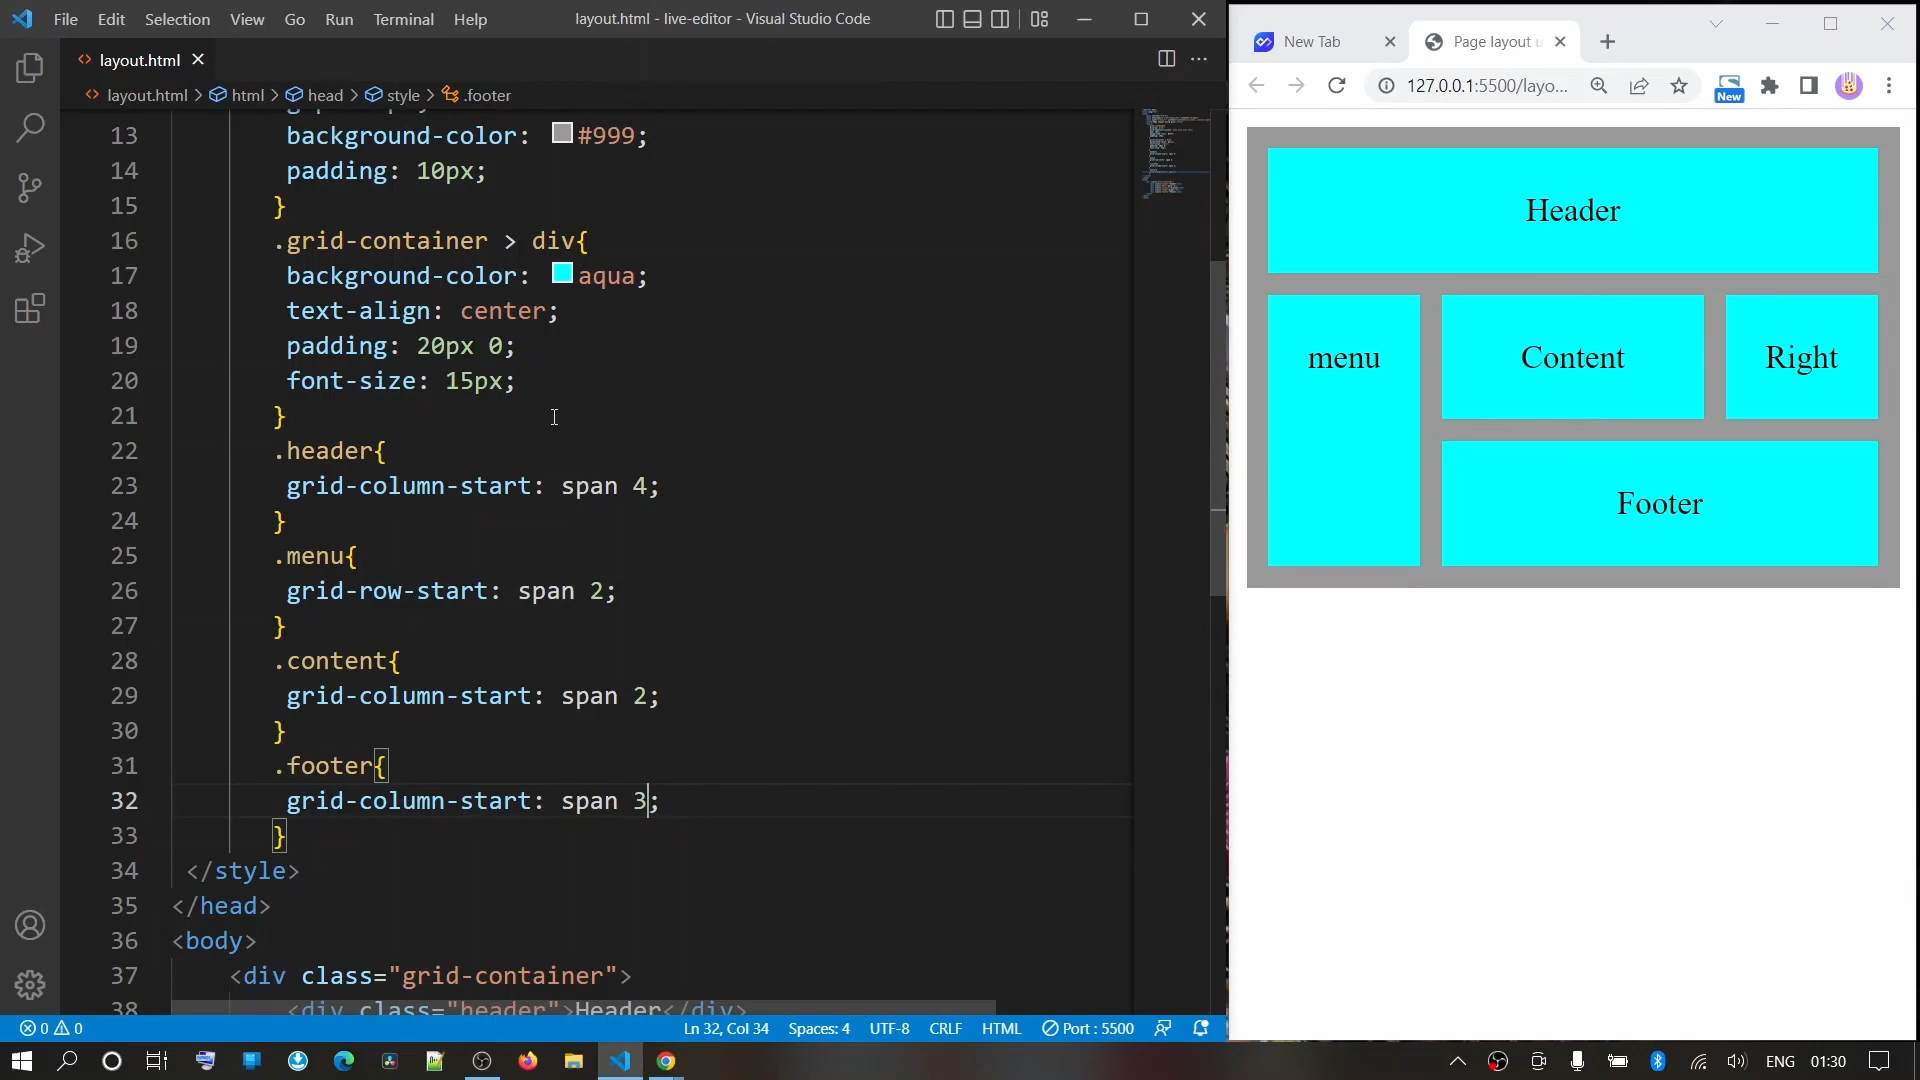 File Edit Selection View Go Run Terminal Help
layout.html - live-editor - Visual Studio Code
layout.html
layout.html > html > head > style > .footer
13 background-color: #999;
14 padding: 10px;
15 }
16 .grid-container > div{
17 background-color: aqua;
18 text-align: center;
19 padding: 20px 0;
20 font-size: 15px;
21 }
22 .header{
23 grid-column-start: span 4;
24 }
25 .menu{
26 grid-row-start: span 2;
27 }
28 .content{
29 grid-column-start: span 2;
30 }
31 .footer{
32 grid-column-start: span 3;
33 }
34 </style>
35 </head>
36 <body>
37 <div class="grid-container">
38 <div class="header">Header</div>
0 0 Ln 32, Col 34 Spaces: 4 UTF-8 CRLF HTML Port : 5500
New Tab
Page layout u
127.0.0.1:5500/layo...
New
Header
menu
Content
Right
Footer
ENG 01:30